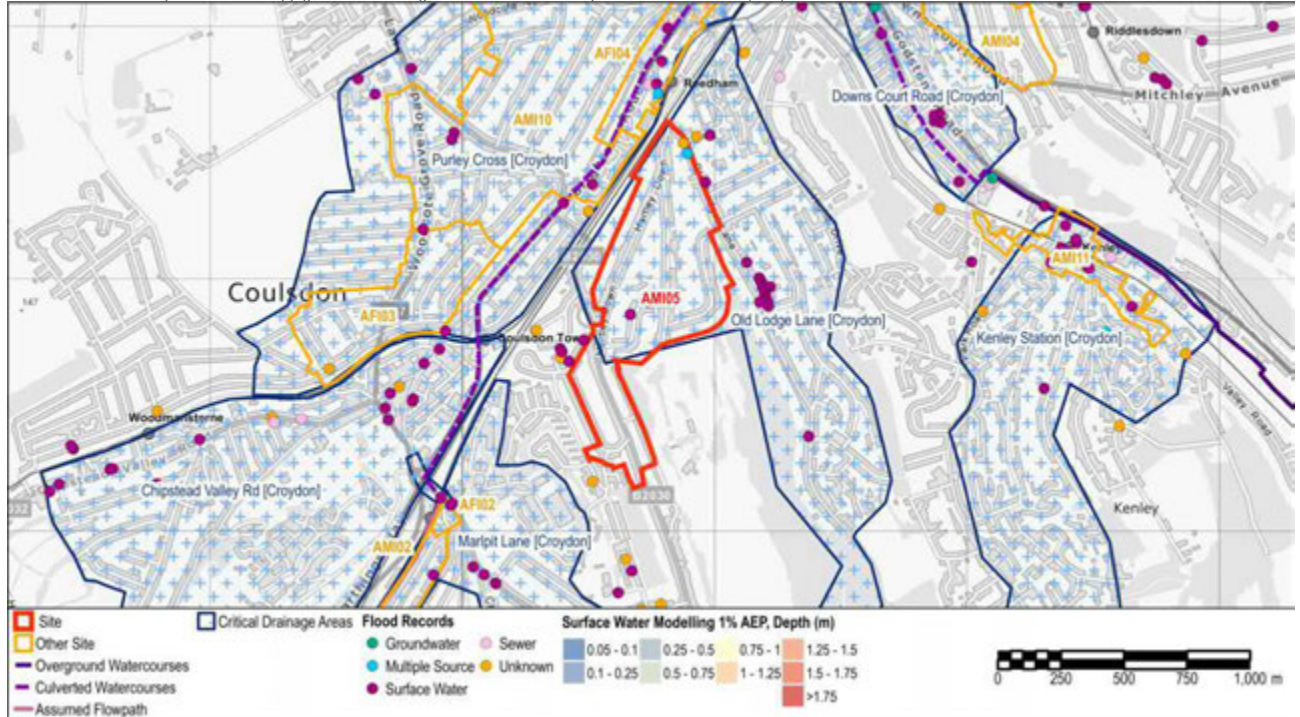 Riddlesdown
AMI04
AFI04
Reedham
Mitchley Avenue
Downs Court Road [Croydon]
AMI10
Purley Cross [Croydon]
Kenley
AMI11
Coulsdon
147
AMI05
AFI03
Old Lodge Lane [Croydon]
Coulsdon Town
Kenley Station [Croydon]
Woodmansterne
Valley Road
Chipstead Valley Rd [Croydon]
B2030
032
AFI02
Kenley
AMI02
Marlpit Lane [Croydon]
Site
Critical Drainage Areas
Flood Records
Surface Water Modelling 1% AEP, Depth (m)
Other Site
Groundwater
Sewer
0.05 - 0.1
0.25 - 0.5
0.75 - 1
1.25 - 1.5
Overground Watercourses
Multiple Source
Unknown
0.1 - 0.25
0.5 - 0.75
1 - 1.25
1.5 - 1.75
Culverted Watercourses
Surface Water
>1.75
Assumed Flowpath
0
250
500
750
1,000 m